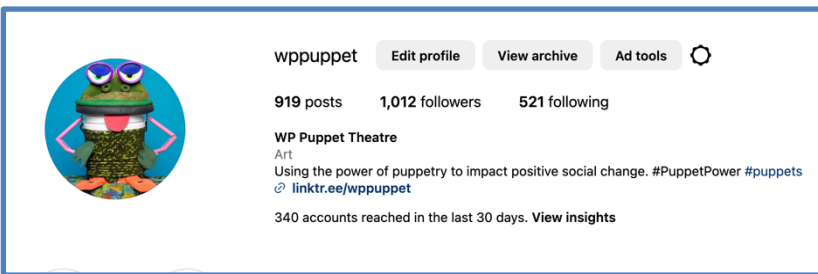 wppuppet Edit profile View archive Ad tools
919 posts 1,012 followers 521 following
WP Puppet Theatre
Art
Using the power of puppetry to impact positive social change. #PuppetPower #puppets
linktr.ee/wppuppet
340 accounts reached in the last 30 days. View insights